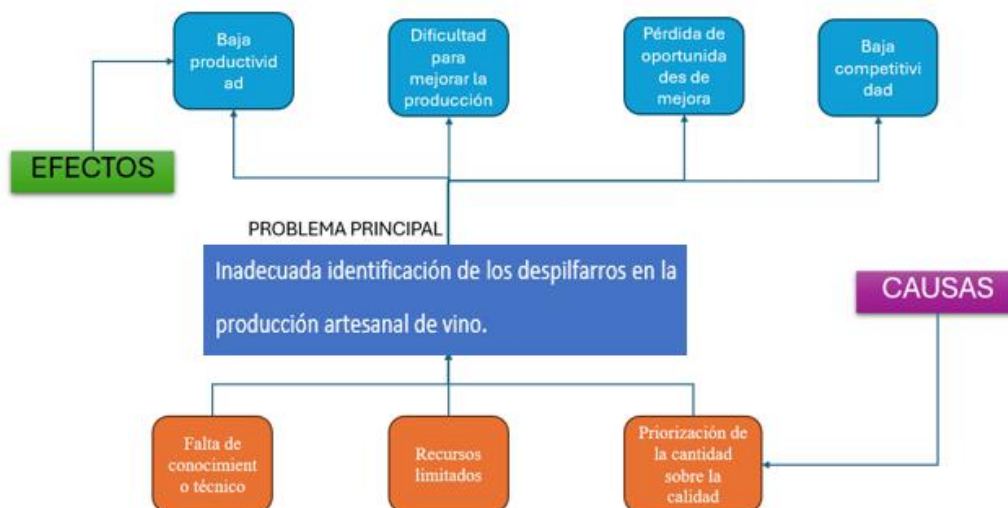 Baja
productivid
ad
Dificultad
para
mejorar la
producción
Pérdida de
oportunida
des de
mejora
Baja
competitivi
dad
EFECTOS
PROBLEMA PRINCIPAL
Inadecuada identificación de los despilfarros en la
producción artesanal de vino.
CAUSAS
Falta de
conocimient
o técnico
Recursos
limitados
Priorización de
la cantidad
sobre la
calidad